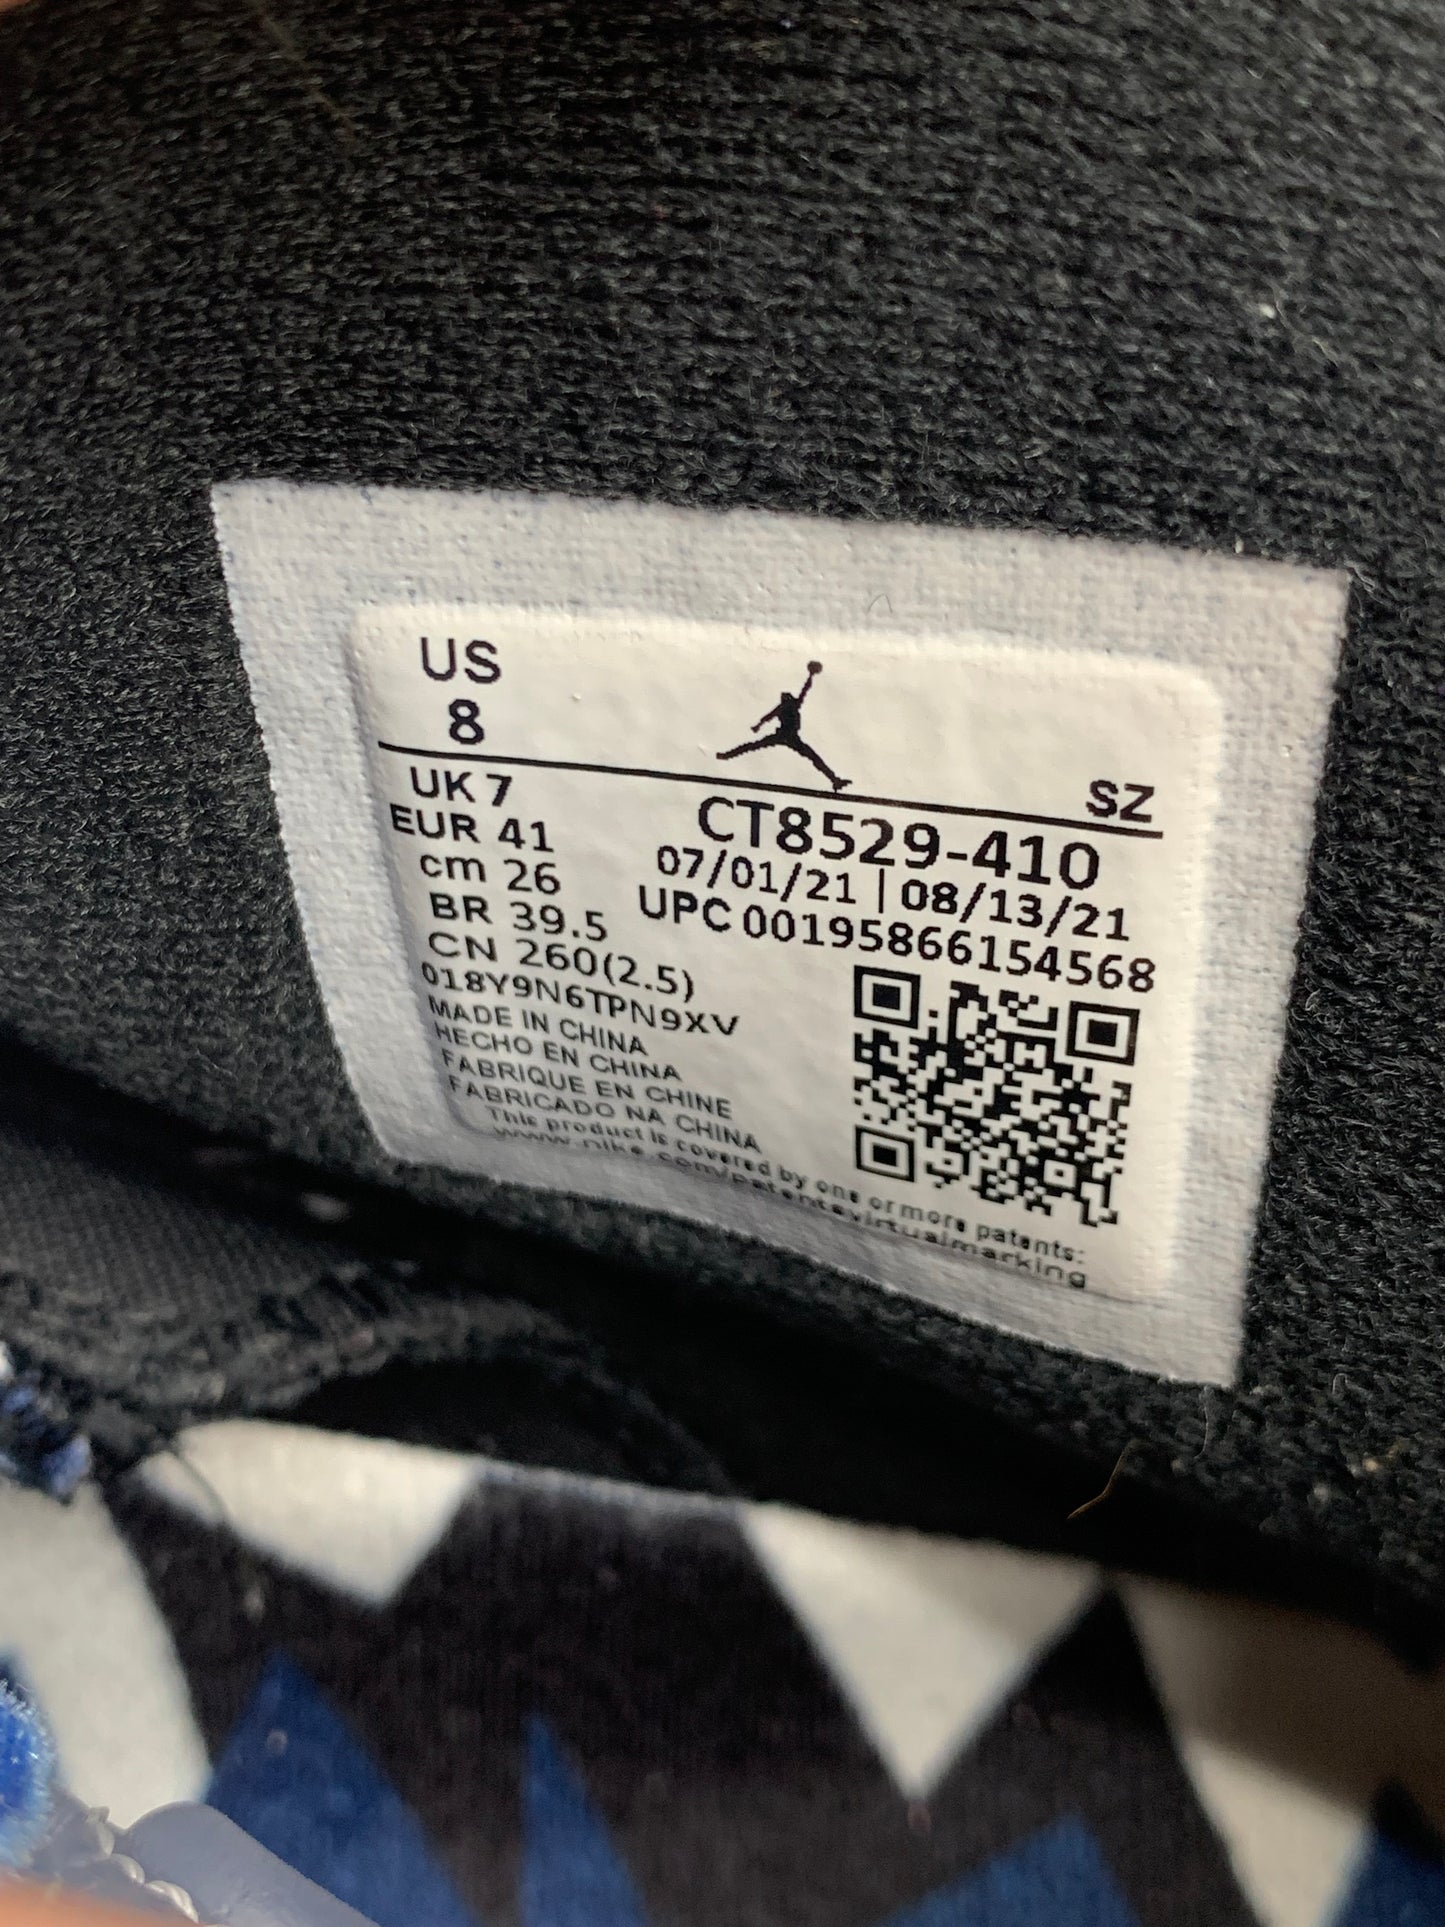 US
8
SZ
UK 7
EUR 41
cm 26
BR 39.5
CN 260(2.5)
CT8529-410
07/01/21 | 08/13/21
UPC 00195866154568
018Y9N6TPN9XV
MADE IN CHINA
HECHO EN CHINA
FABRIQUE EN CHINE
FABRICADO NA CHINA
This product is covered by one or more patents:
www.nike.com/patentsvirtualmarking